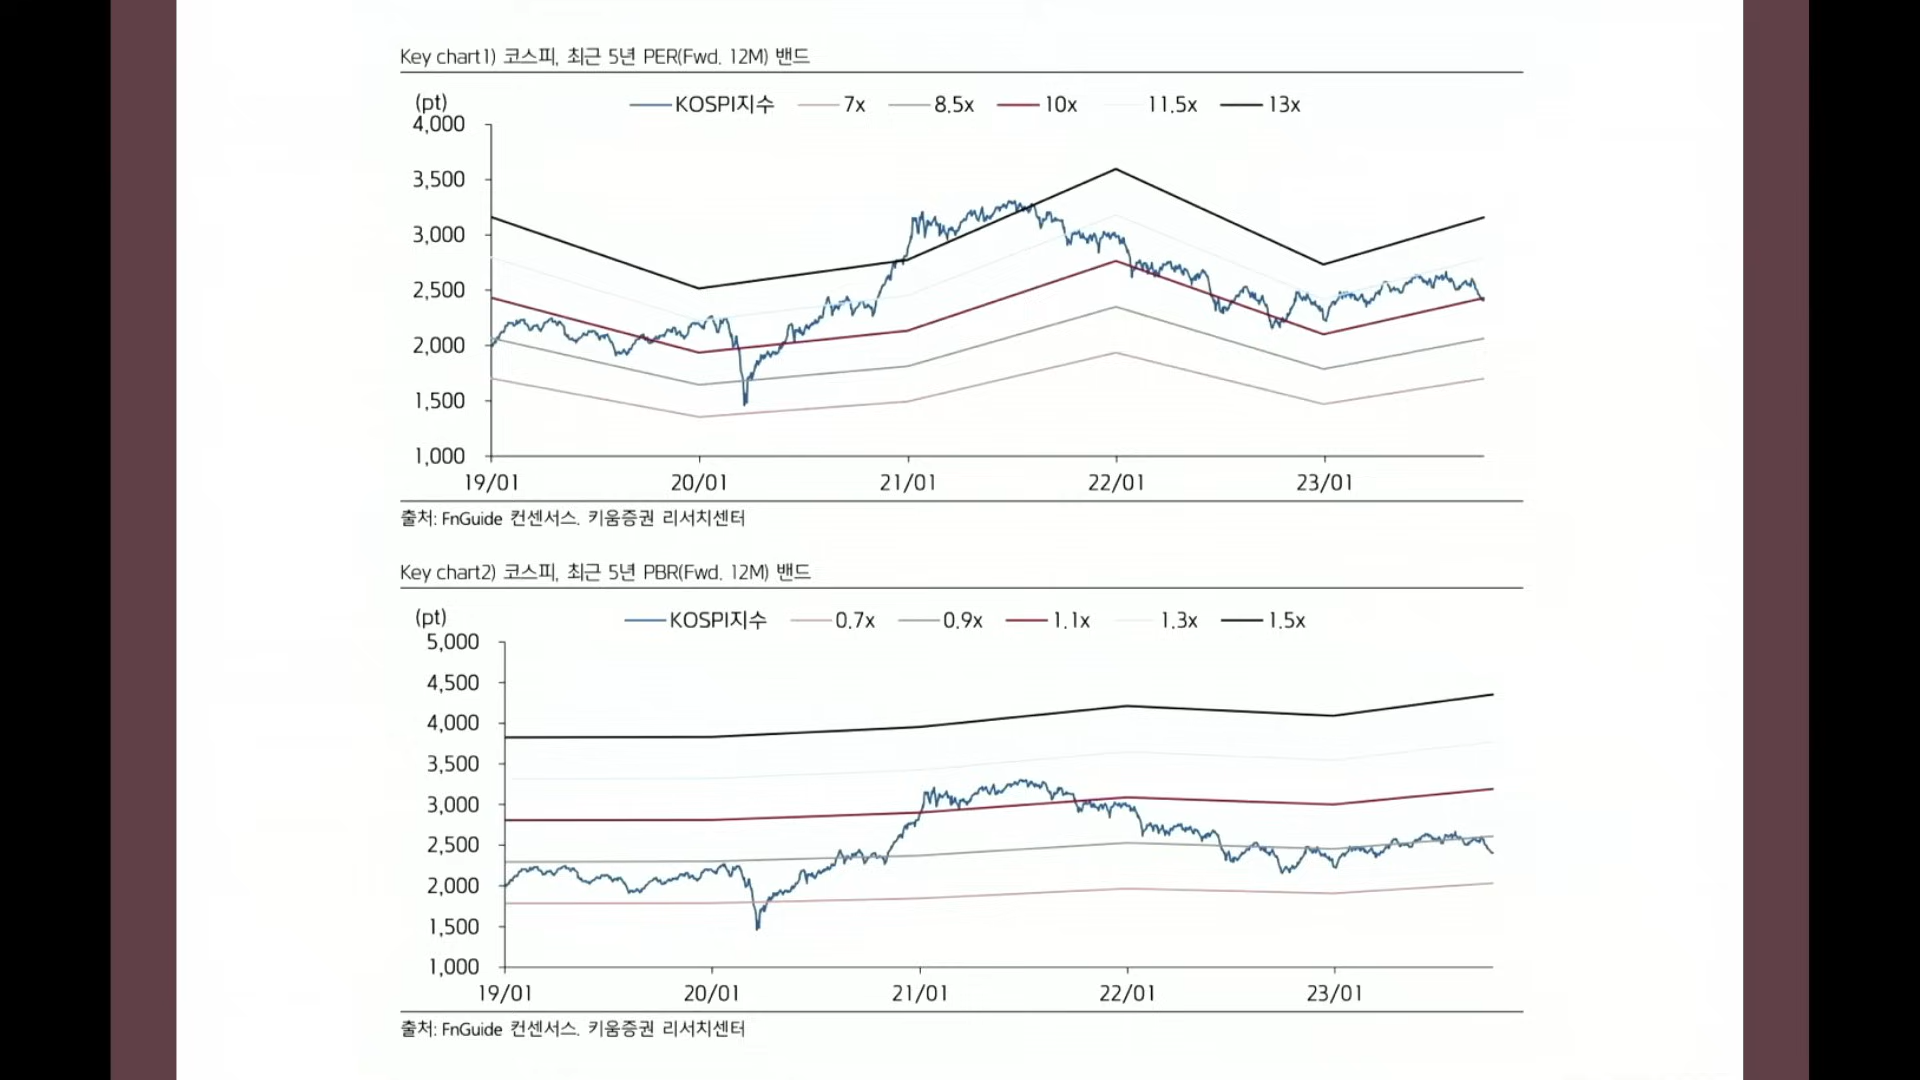 Key chart1) 코스피, 최근 5년 PER(Fwd. 12M) 밴드
(pt)
KOSPI지수 7x 8.5x 10x 11.5x 13x
4,000
3,500
3,000
2,500
2,000
1,500
1,000
19/01 20/01 21/01 22/01 23/01
출처: FnGuide 컨센서스. 키움증권 리서치센터
Key chart2) 코스피, 최근 5년 PBR(Fwd. 12M) 밴드
(pt)
KOSPI지수 0.7x 0.9x 1.1x 1.3x 1.5x
5,000
4,500
4,000
3,500
3,000
2,500
2,000
1,500
1,000
19/01 20/01 21/01 22/01 23/01
출처: FnGuide 컨센서스. 키움증권 리서치센터